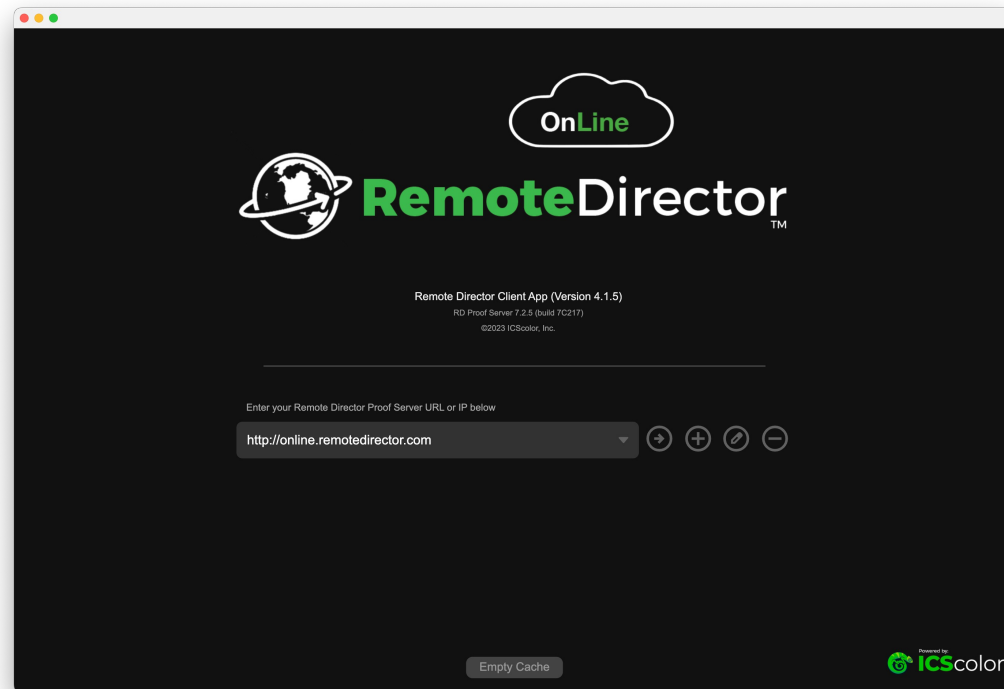 OnLine
RemoteDirector
TM
Remote Director Client App (Version 4.1.5)
RD Proof Server 7.2.5 (build 7C217)
©2023 ICScolor, Inc.
Enter your Remote Director Proof Server URL or IP below
http://online.remotedirector.com
Empty Cache
Powered by
ICScolor